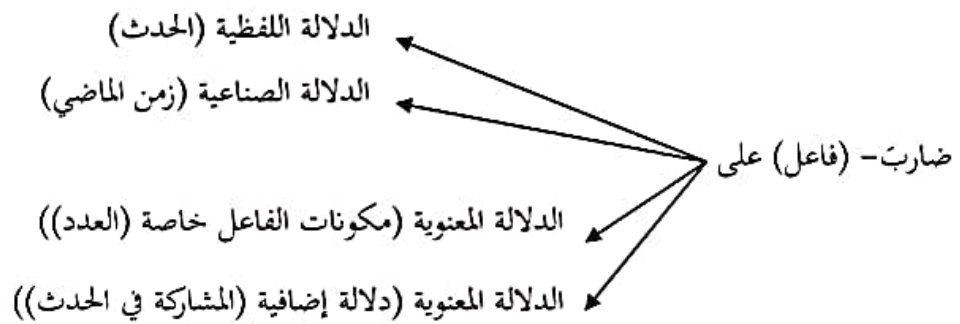 الدلالة اللفظية (الحدث)
الدلالة الصناعية (زمن الماضي)
ضاربَ– (فاعل) على
الدلالة المعنوية (مكونات الفاعل خاصة (العدد))
الدلالة المعنوية (دلالة إضافية (المشاركة في الحدث))